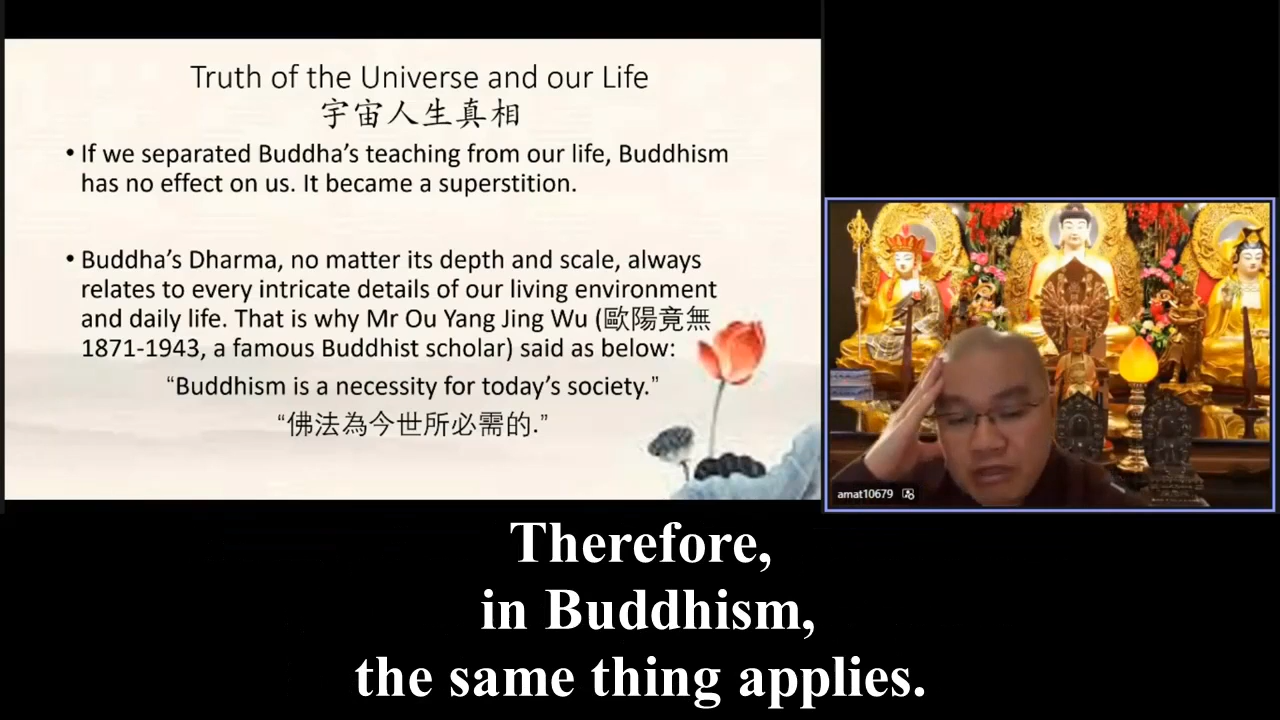 Truth of the Universe and our Life
宇宙人生真相
• If we separated Buddha’s teaching from our life, Buddhism
has no effect on us. It became a superstition.
• Buddha’s Dharma, no matter its depth and scale, always
relates to every intricate details of our living environment
and daily life. That is why Mr Ou Yang Jing Wu (歐陽竟無
1871-1943, a famous Buddhist scholar) said as below:
“Buddhism is a necessity for today’s society.”
“佛法為今世所必需的.”
amat10679
Therefore,
in Buddhism,
the same thing applies.